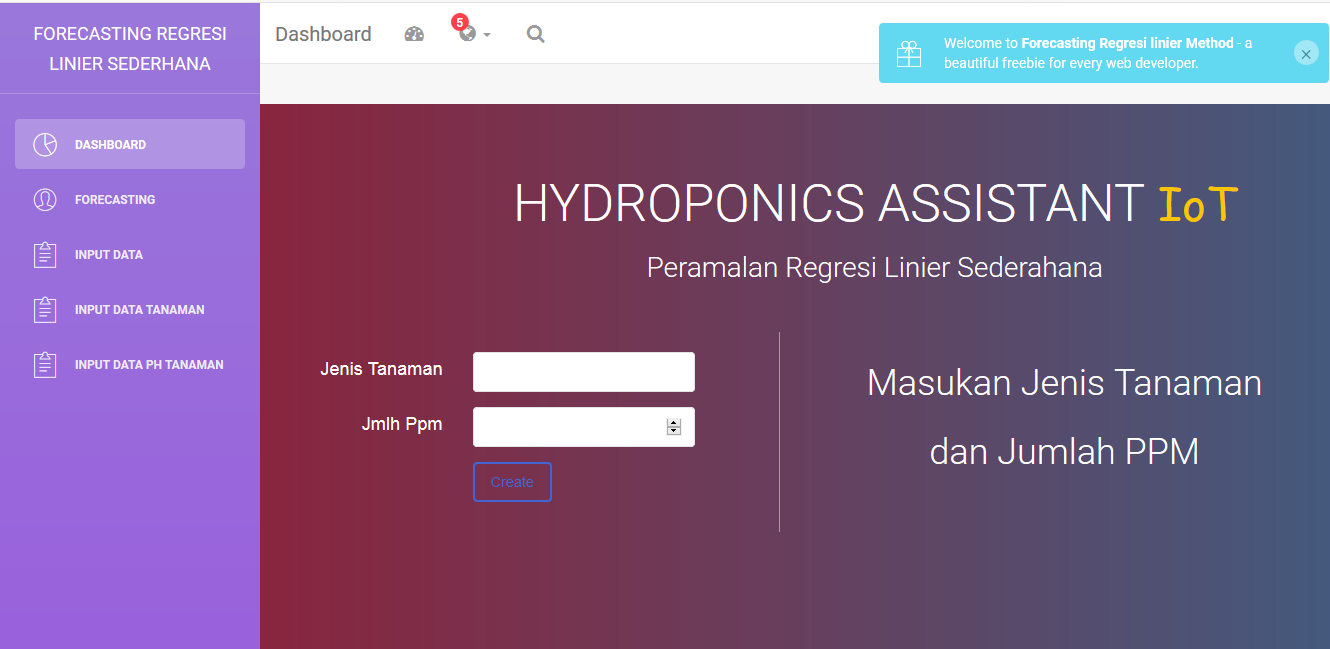 FORECASTING REGRESI
LINIER SEDERHANA
DASHBOARD
FORECASTING
INPUT DATA
INPUT DATA TANAMAN
INPUT DATA PH TANAMAN
Dashboard
5
Welcome to Forecasting Regresi linier Method - a
beautiful freebie for every web developer.
HYDROPONICS ASSISTANT IoT
Peramalan Regresi Linier Sederahana
Jenis Tanaman
Jmlh Ppm
Create
Masukan Jenis Tanaman
dan Jumlah PPM